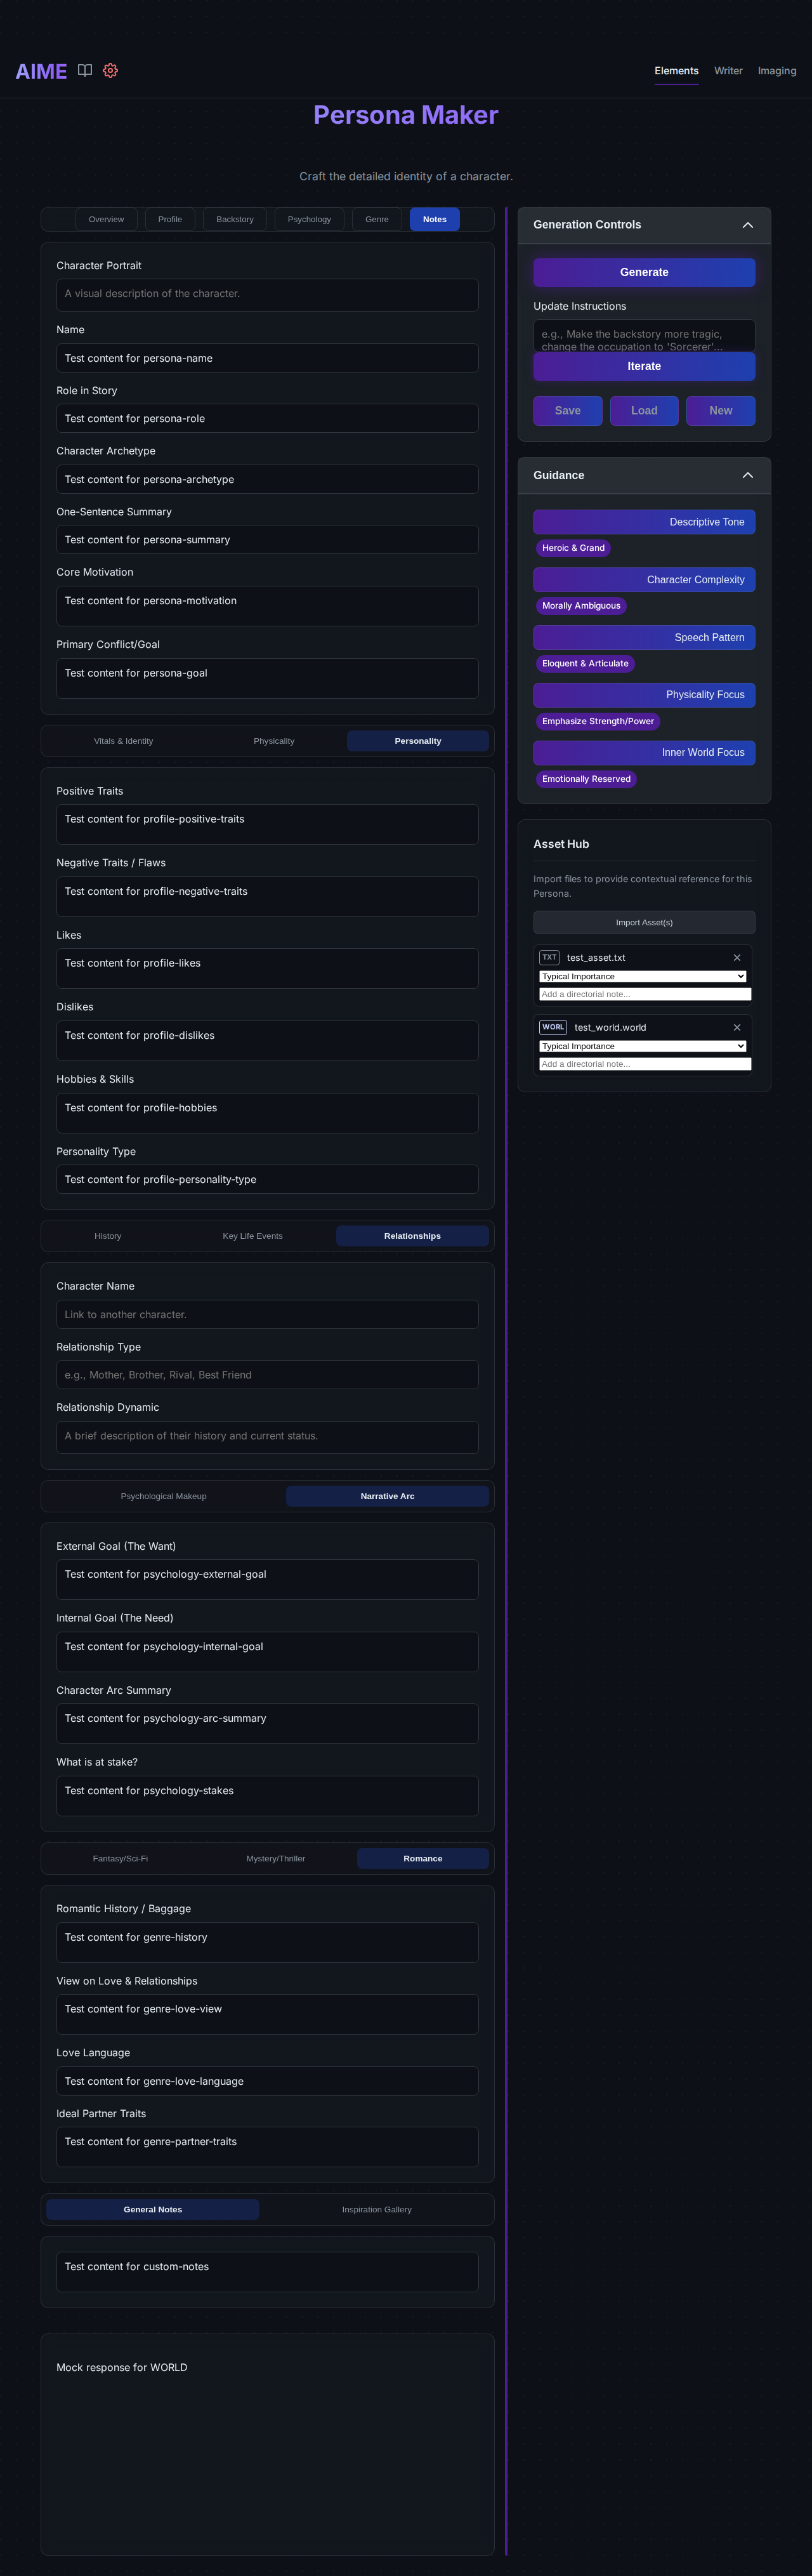 AIME
Elements Writer Imaging
Persona Maker
Craft the detailed identity of a character.
Overview Profile Backstory Psychology Genre Notes
Character Portrait
A visual description of the character.
Name
Test content for persona-name
Role in Story
Test content for persona-role
Character Archetype
Test content for persona-archetype
One-Sentence Summary
Test content for persona-summary
Core Motivation
Test content for persona-motivation
Primary Conflict/Goal
Test content for persona-goal
Vitals & Identity Physicality Personality
Positive Traits
Test content for profile-positive-traits
Negative Traits / Flaws
Test content for profile-negative-traits
Likes
Test content for profile-likes
Dislikes
Test content for profile-dislikes
Hobbies & Skills
Test content for profile-hobbies
Personality Type
Test content for profile-personality-type
History Key Life Events Relationships
Character Name
Link to another character.
Relationship Type
e.g., Mother, Brother, Rival, Best Friend
Relationship Dynamic
A brief description of their history and current status.
Psychological Makeup Narrative Arc
External Goal (The Want)
Test content for psychology-external-goal
Internal Goal (The Need)
Test content for psychology-internal-goal
Character Arc Summary
Test content for psychology-arc-summary
What is at stake?
Test content for psychology-stakes
Fantasy/Sci-Fi Mystery/Thriller Romance
Romantic History / Baggage
Test content for genre-history
View on Love & Relationships
Test content for genre-love-view
Love Language
Test content for genre-love-language
Ideal Partner Traits
Test content for genre-partner-traits
General Notes Inspiration Gallery
Test content for custom-notes
Mock response for WORLD
Generation Controls
Generate
Update Instructions
e.g., Make the backstory more tragic,
change the occupation to 'Sorcerer'...
Iterate
Save Load New
Guidance
Descriptive Tone
Heroic & Grand
Character Complexity
Morally Ambiguous
Speech Pattern
Eloquent & Articulate
Physicality Focus
Emphasize Strength/Power
Inner World Focus
Emotionally Reserved
Asset Hub
Import files to provide contextual reference for this
Persona.
Import Asset(s)
TXT test_asset.txt
Typical Importance
Add a directorial note...
WORL test_world.world
Typical Importance
Add a directorial note...